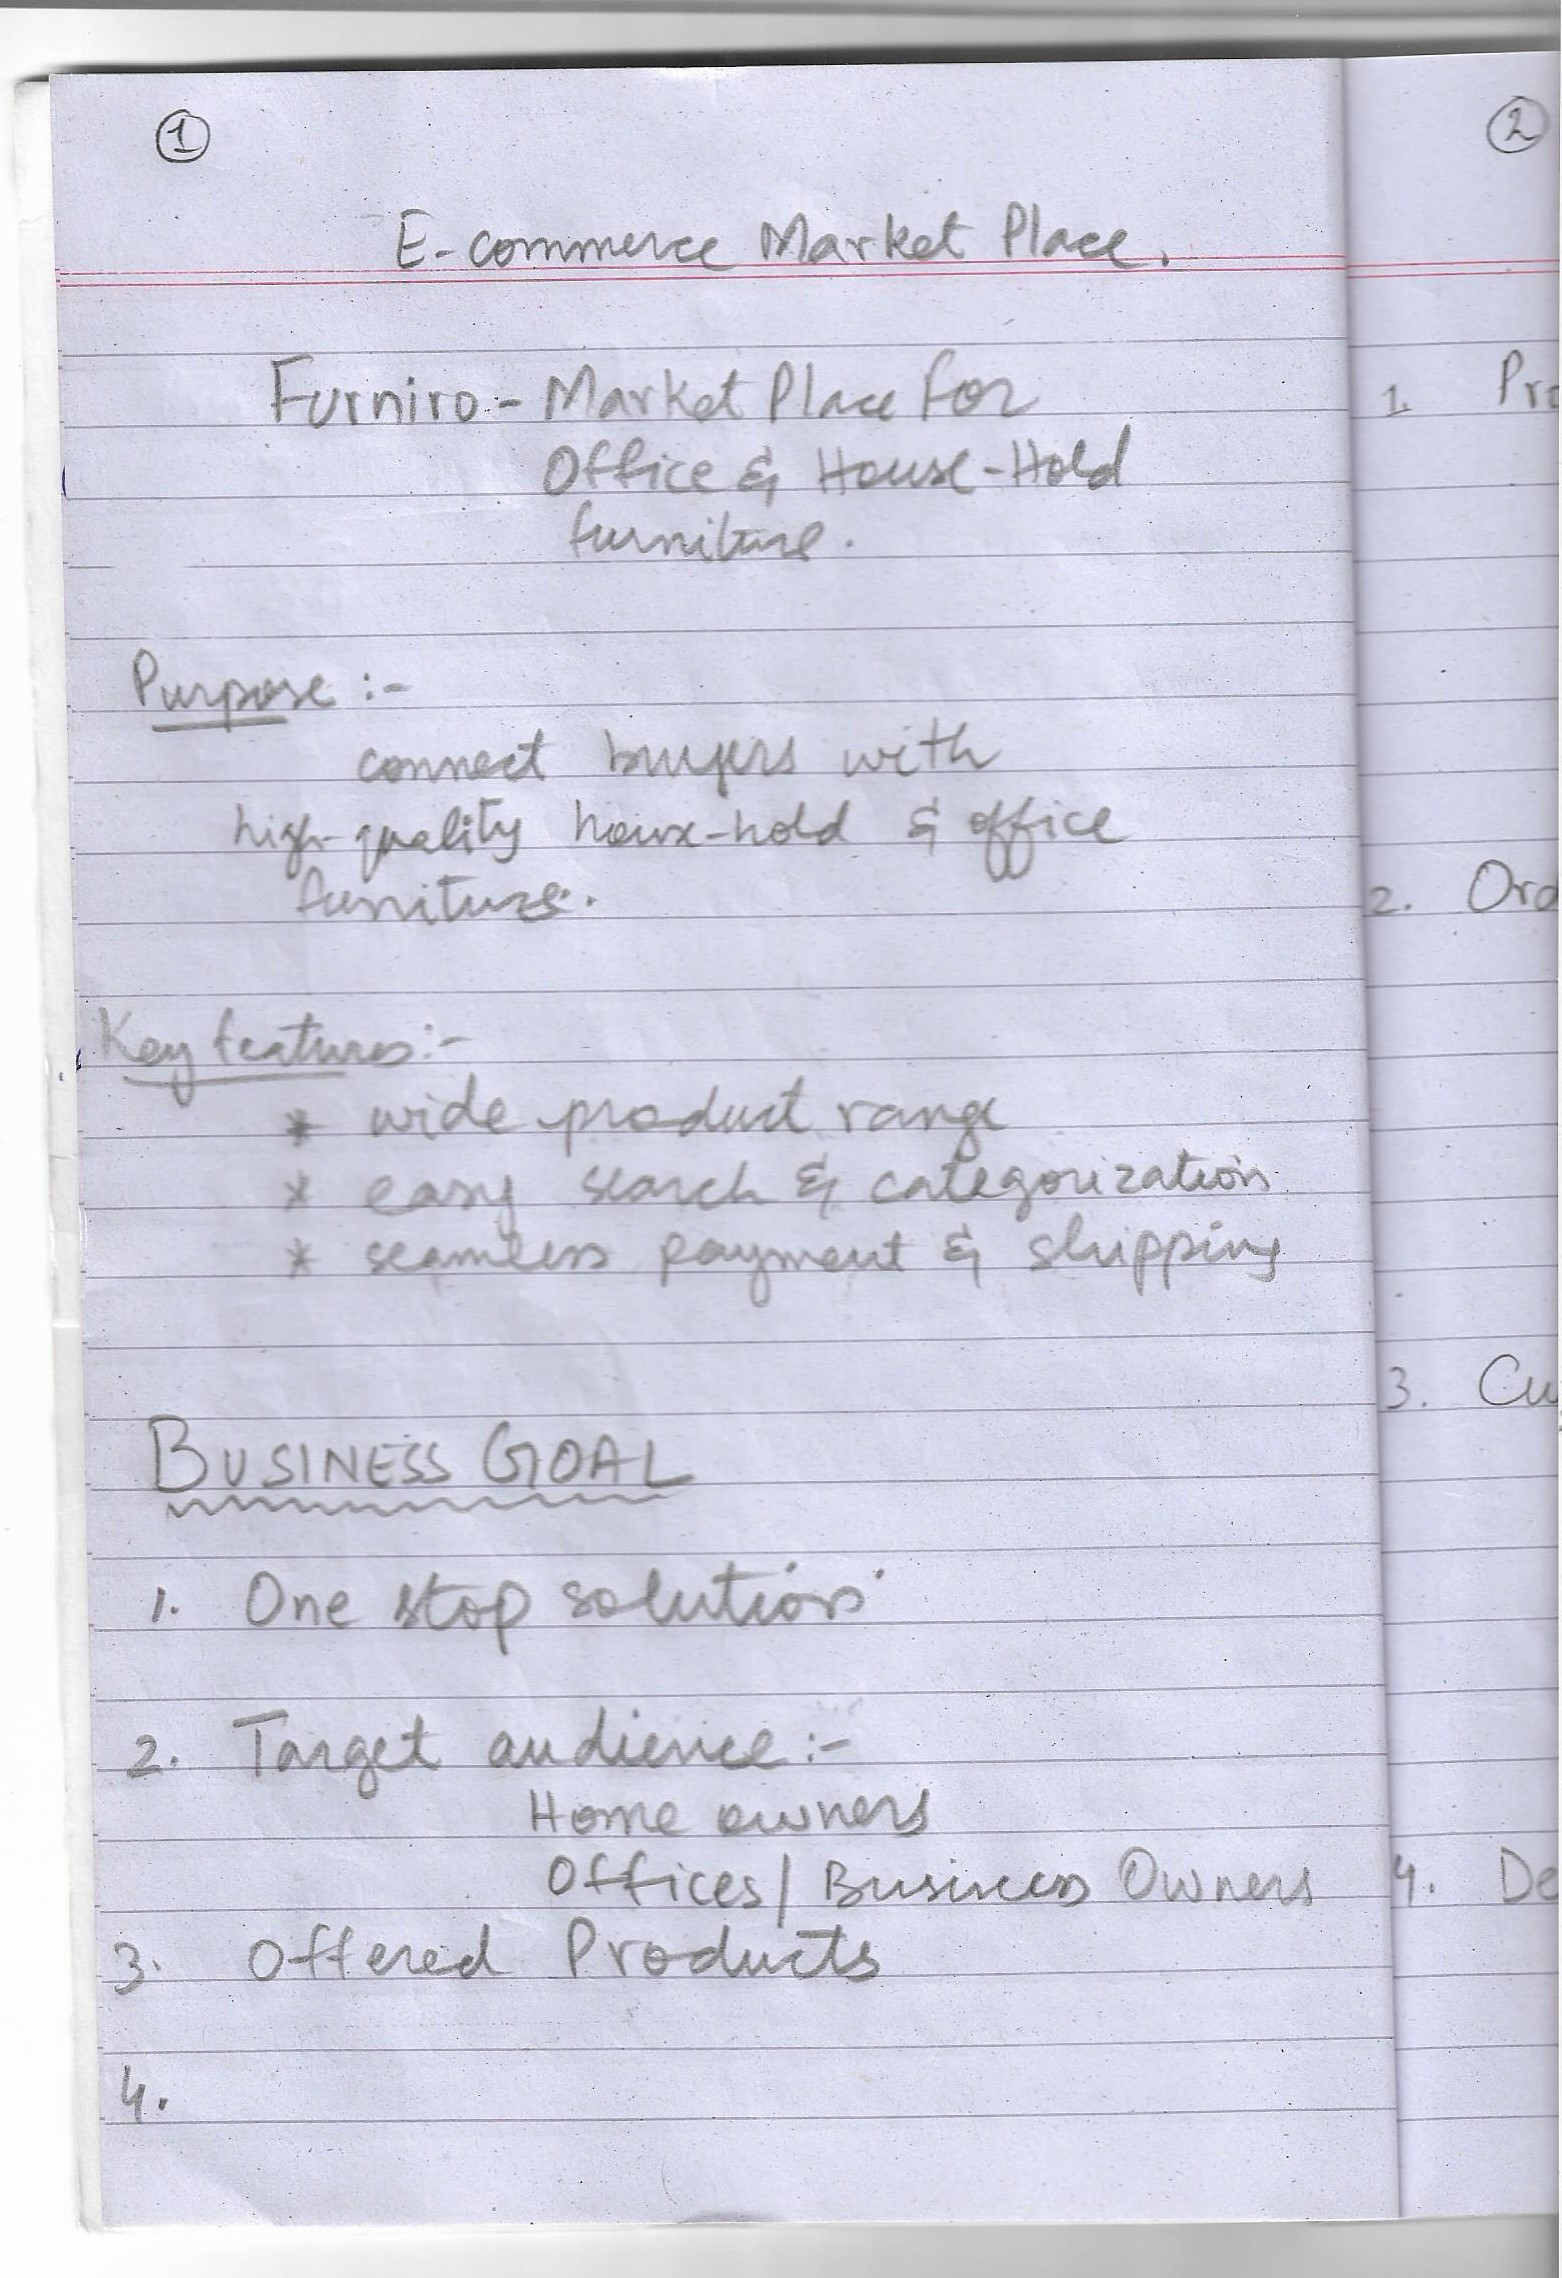 1
E-commerce Market Place.
Furniro:- Market Place For
Office & House-Hold
furniture.
Purpose :-
connect buyers with
high-quality house-hold & office
furniture.
Key features:-
* wide product range
* easy search & categorization
* seamless payment & shipping
BUSINESS GOAL
1. One stop solution
2. Target audience :-
Home owners
Offices/ Business Owners
3. Offered Products
4.
2
1. Pro
2. Ord
3. Cu
4. De